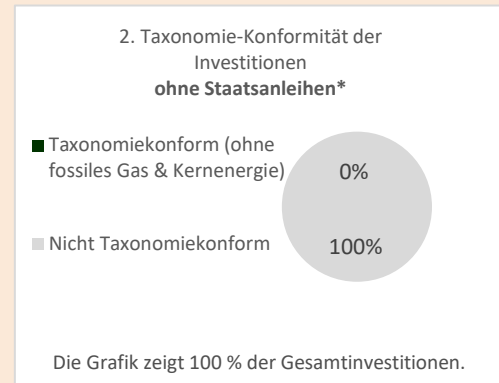 2. Taxonomie-Konformität der
Investitionen
ohne Staatsanleihen*
Taxonomiekonform (ohne
fossiles Gas & Kernenergie)
0%
Nicht Taxonomiekonform
100%
Die Grafik zeigt 100 % der Gesamtinvestitionen.